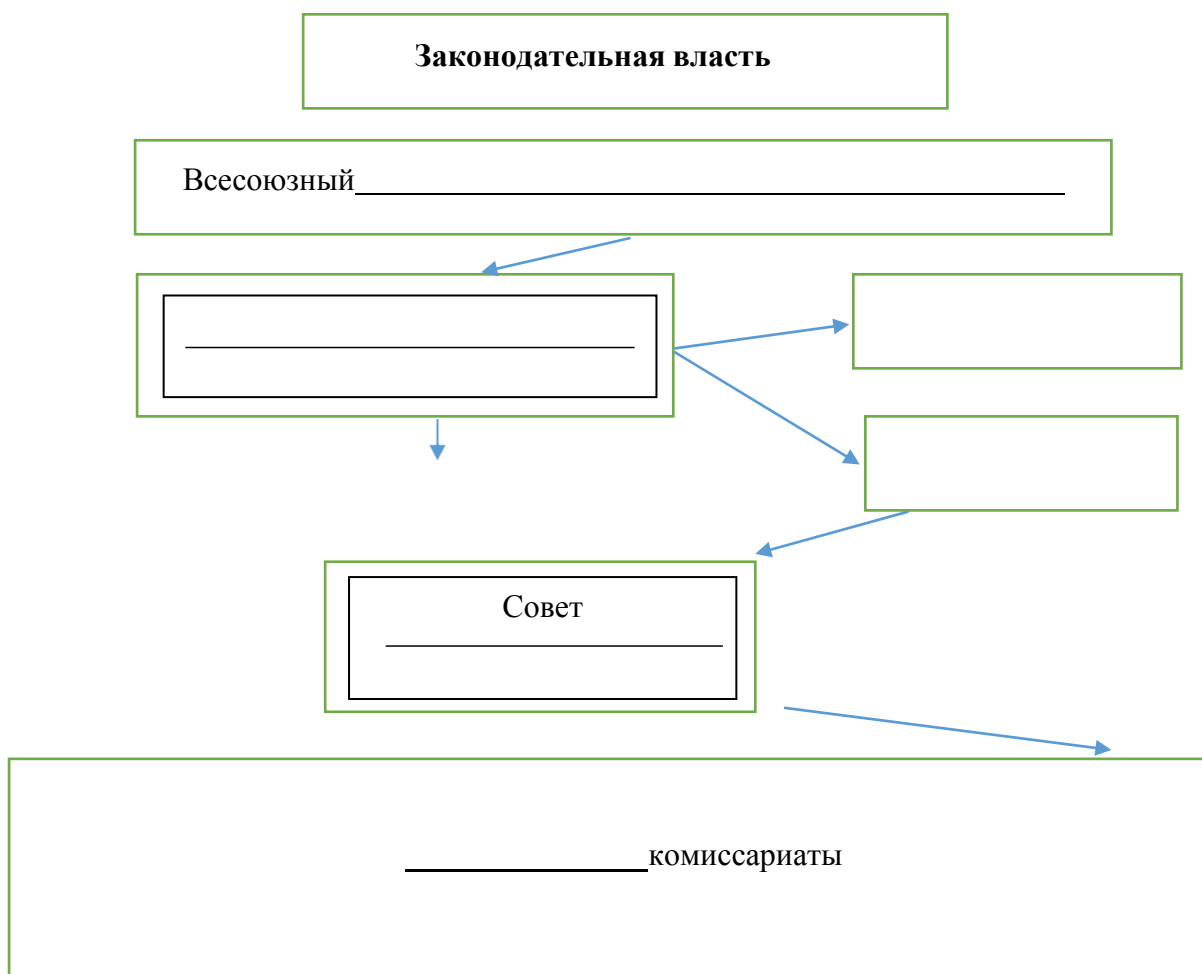 Законодательная власть
Всесоюзный
Совет
комиссариаты